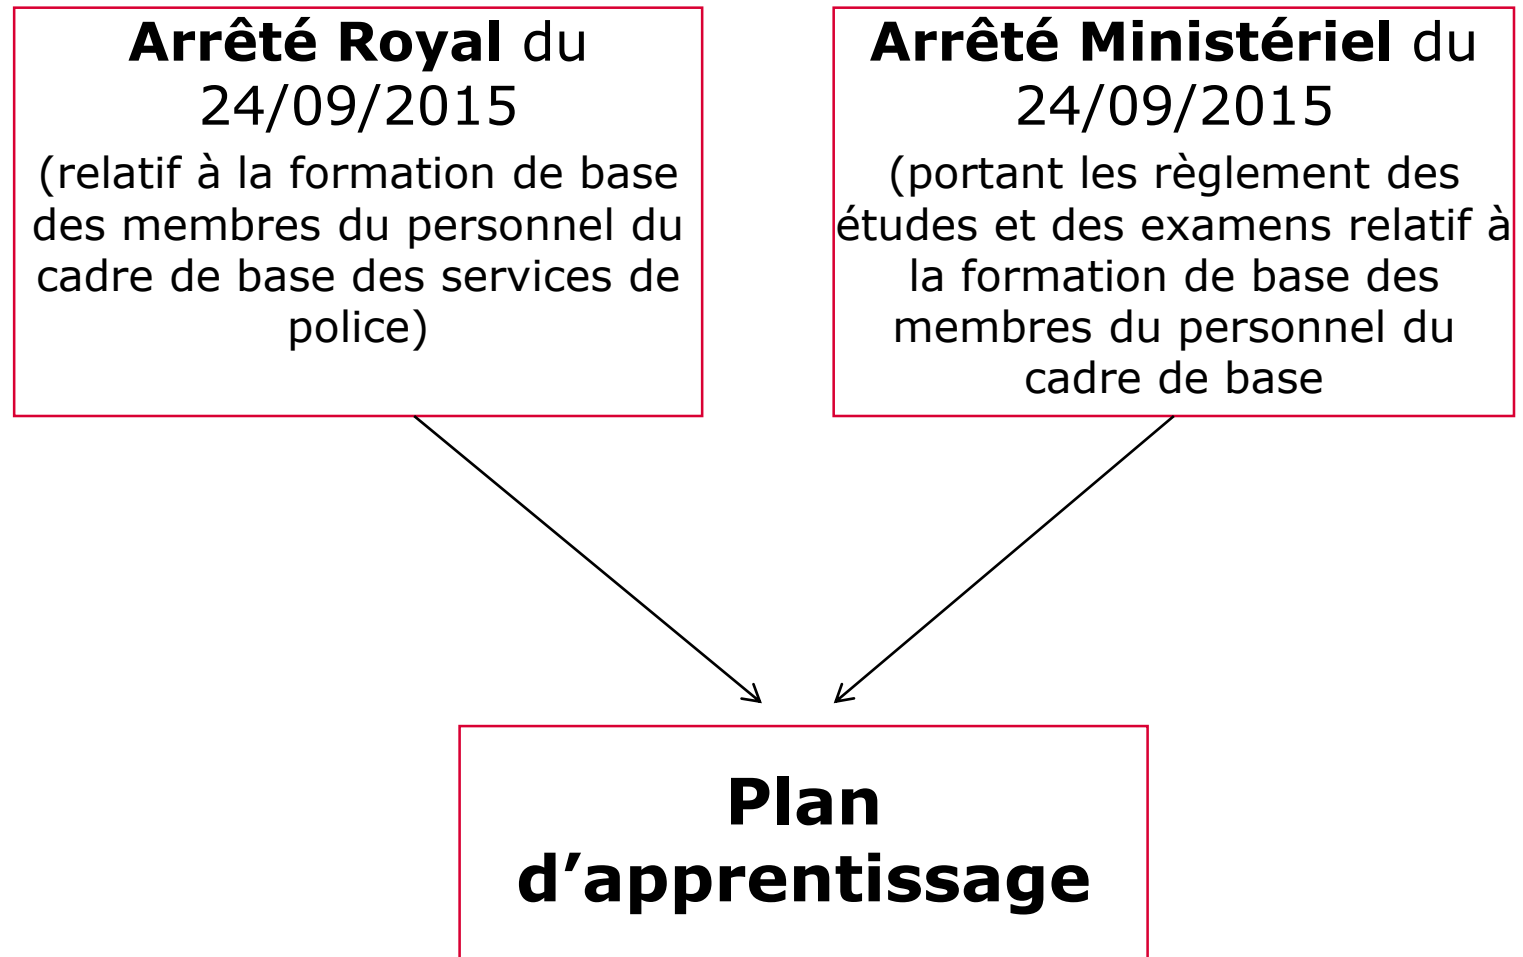 Arrêté Royal du
24/09/2015
(relatif à la formation de base
des membres du personnel du
cadre de base des services de
police)
Arrêté Ministériel du
24/09/2015
(portant les règlement des
études et des examens relatif à
la formation de base des
membres du personnel du
cadre de base
Plan
d’apprentissage